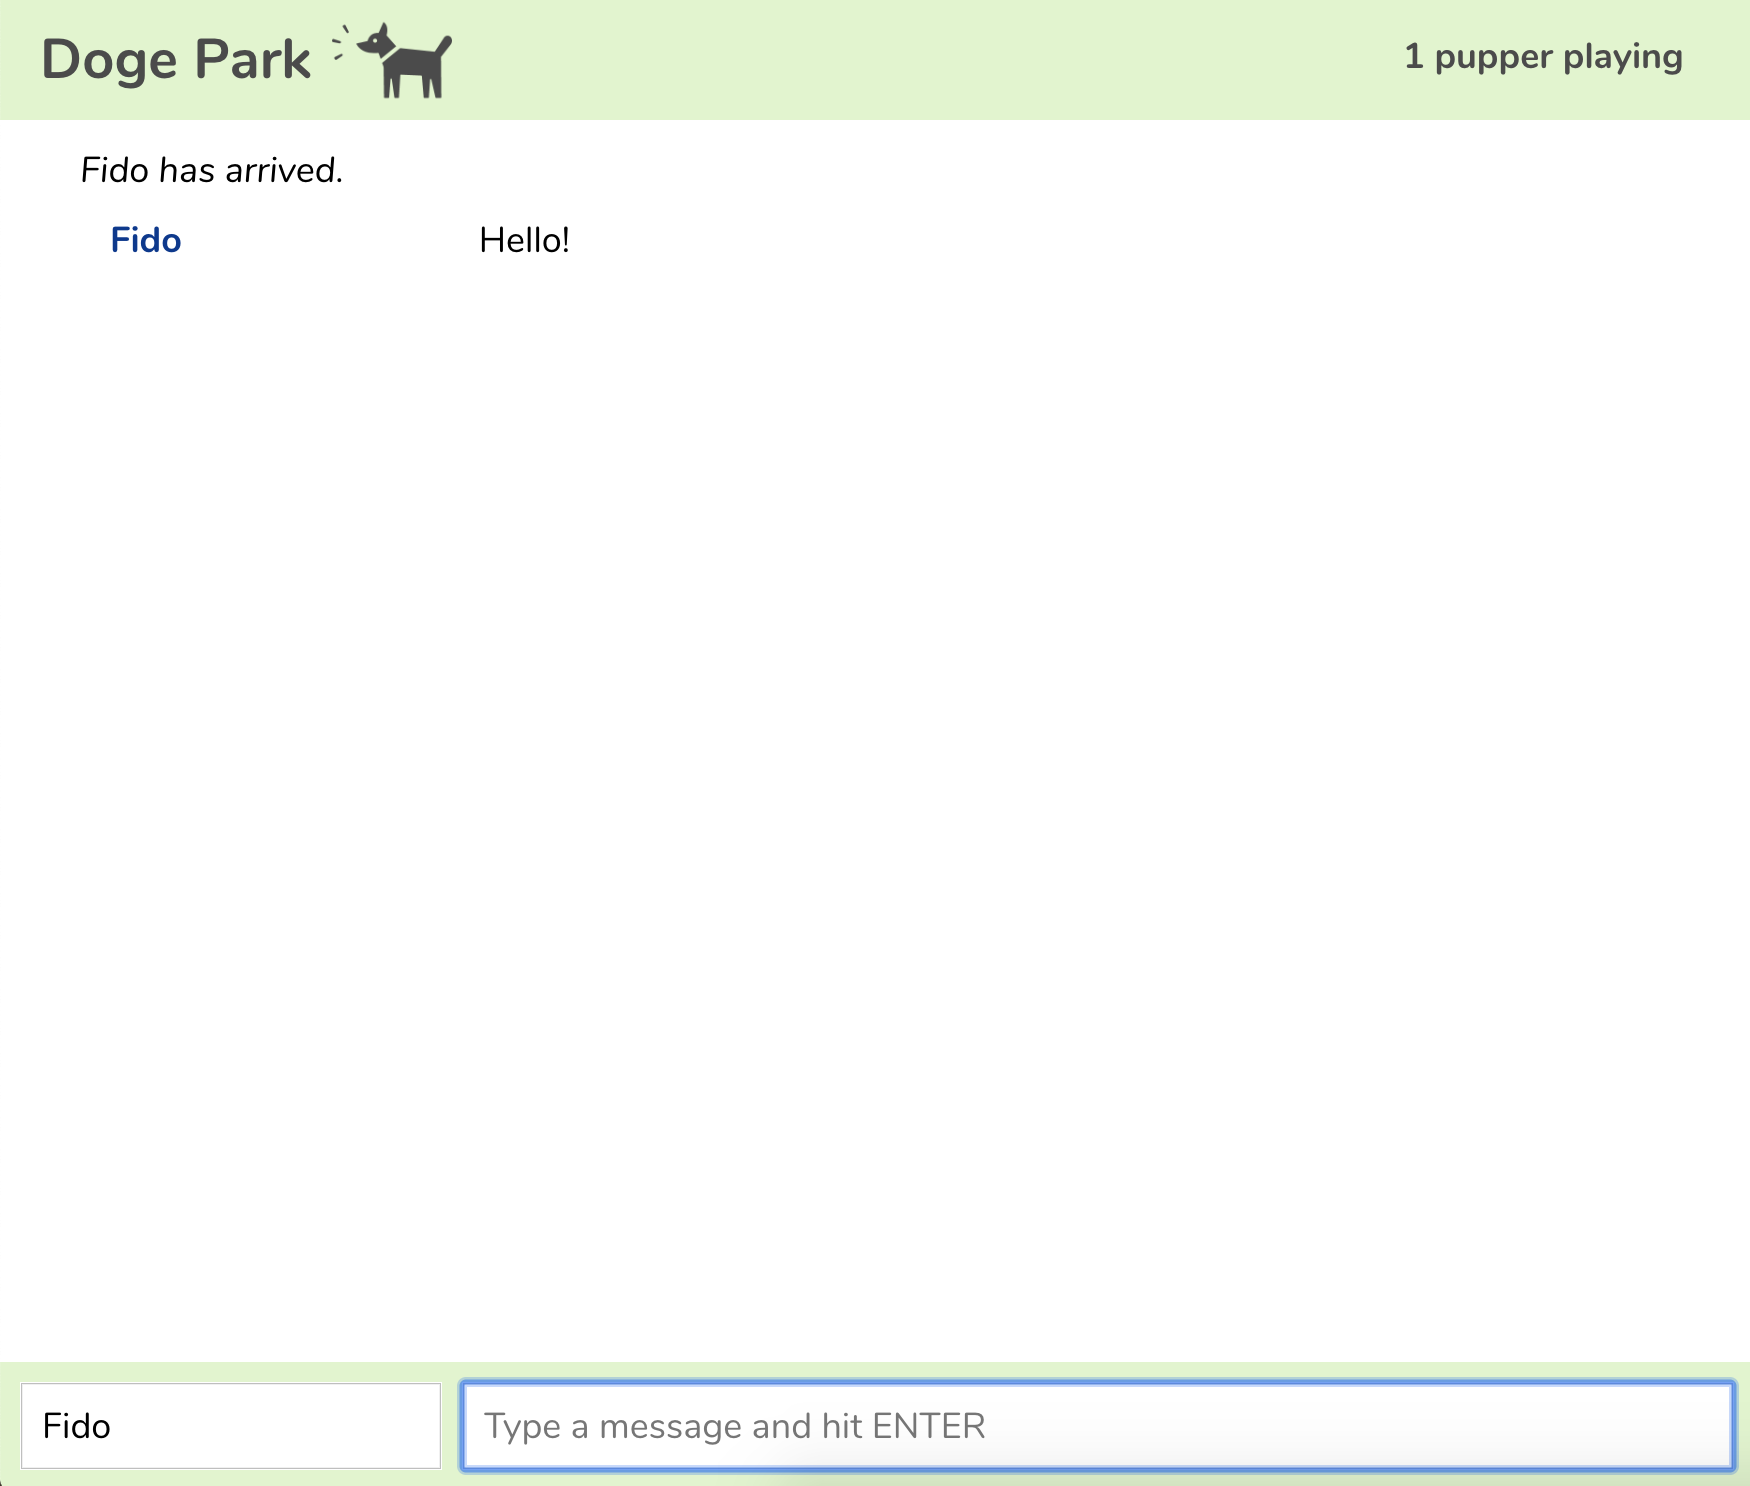 Doge Park
1 pupper playing
Fido has arrived.
Fido Hello!
Fido
Type a message and hit ENTER